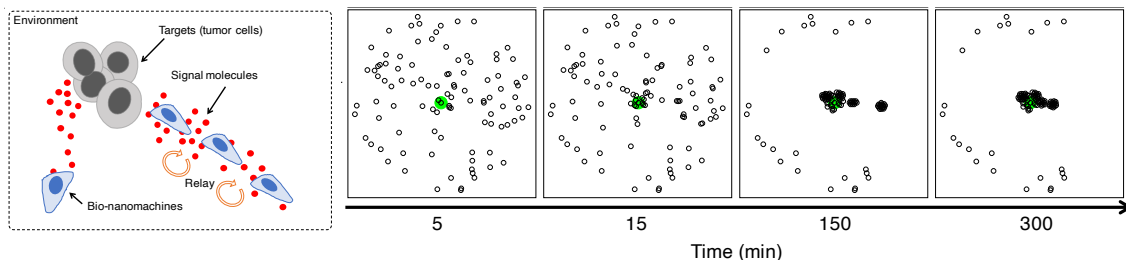 Environment
Targets (tumor cells)
Signal molecules
Relay
Bio-nanomachines
5
15
150
300
Time (min)